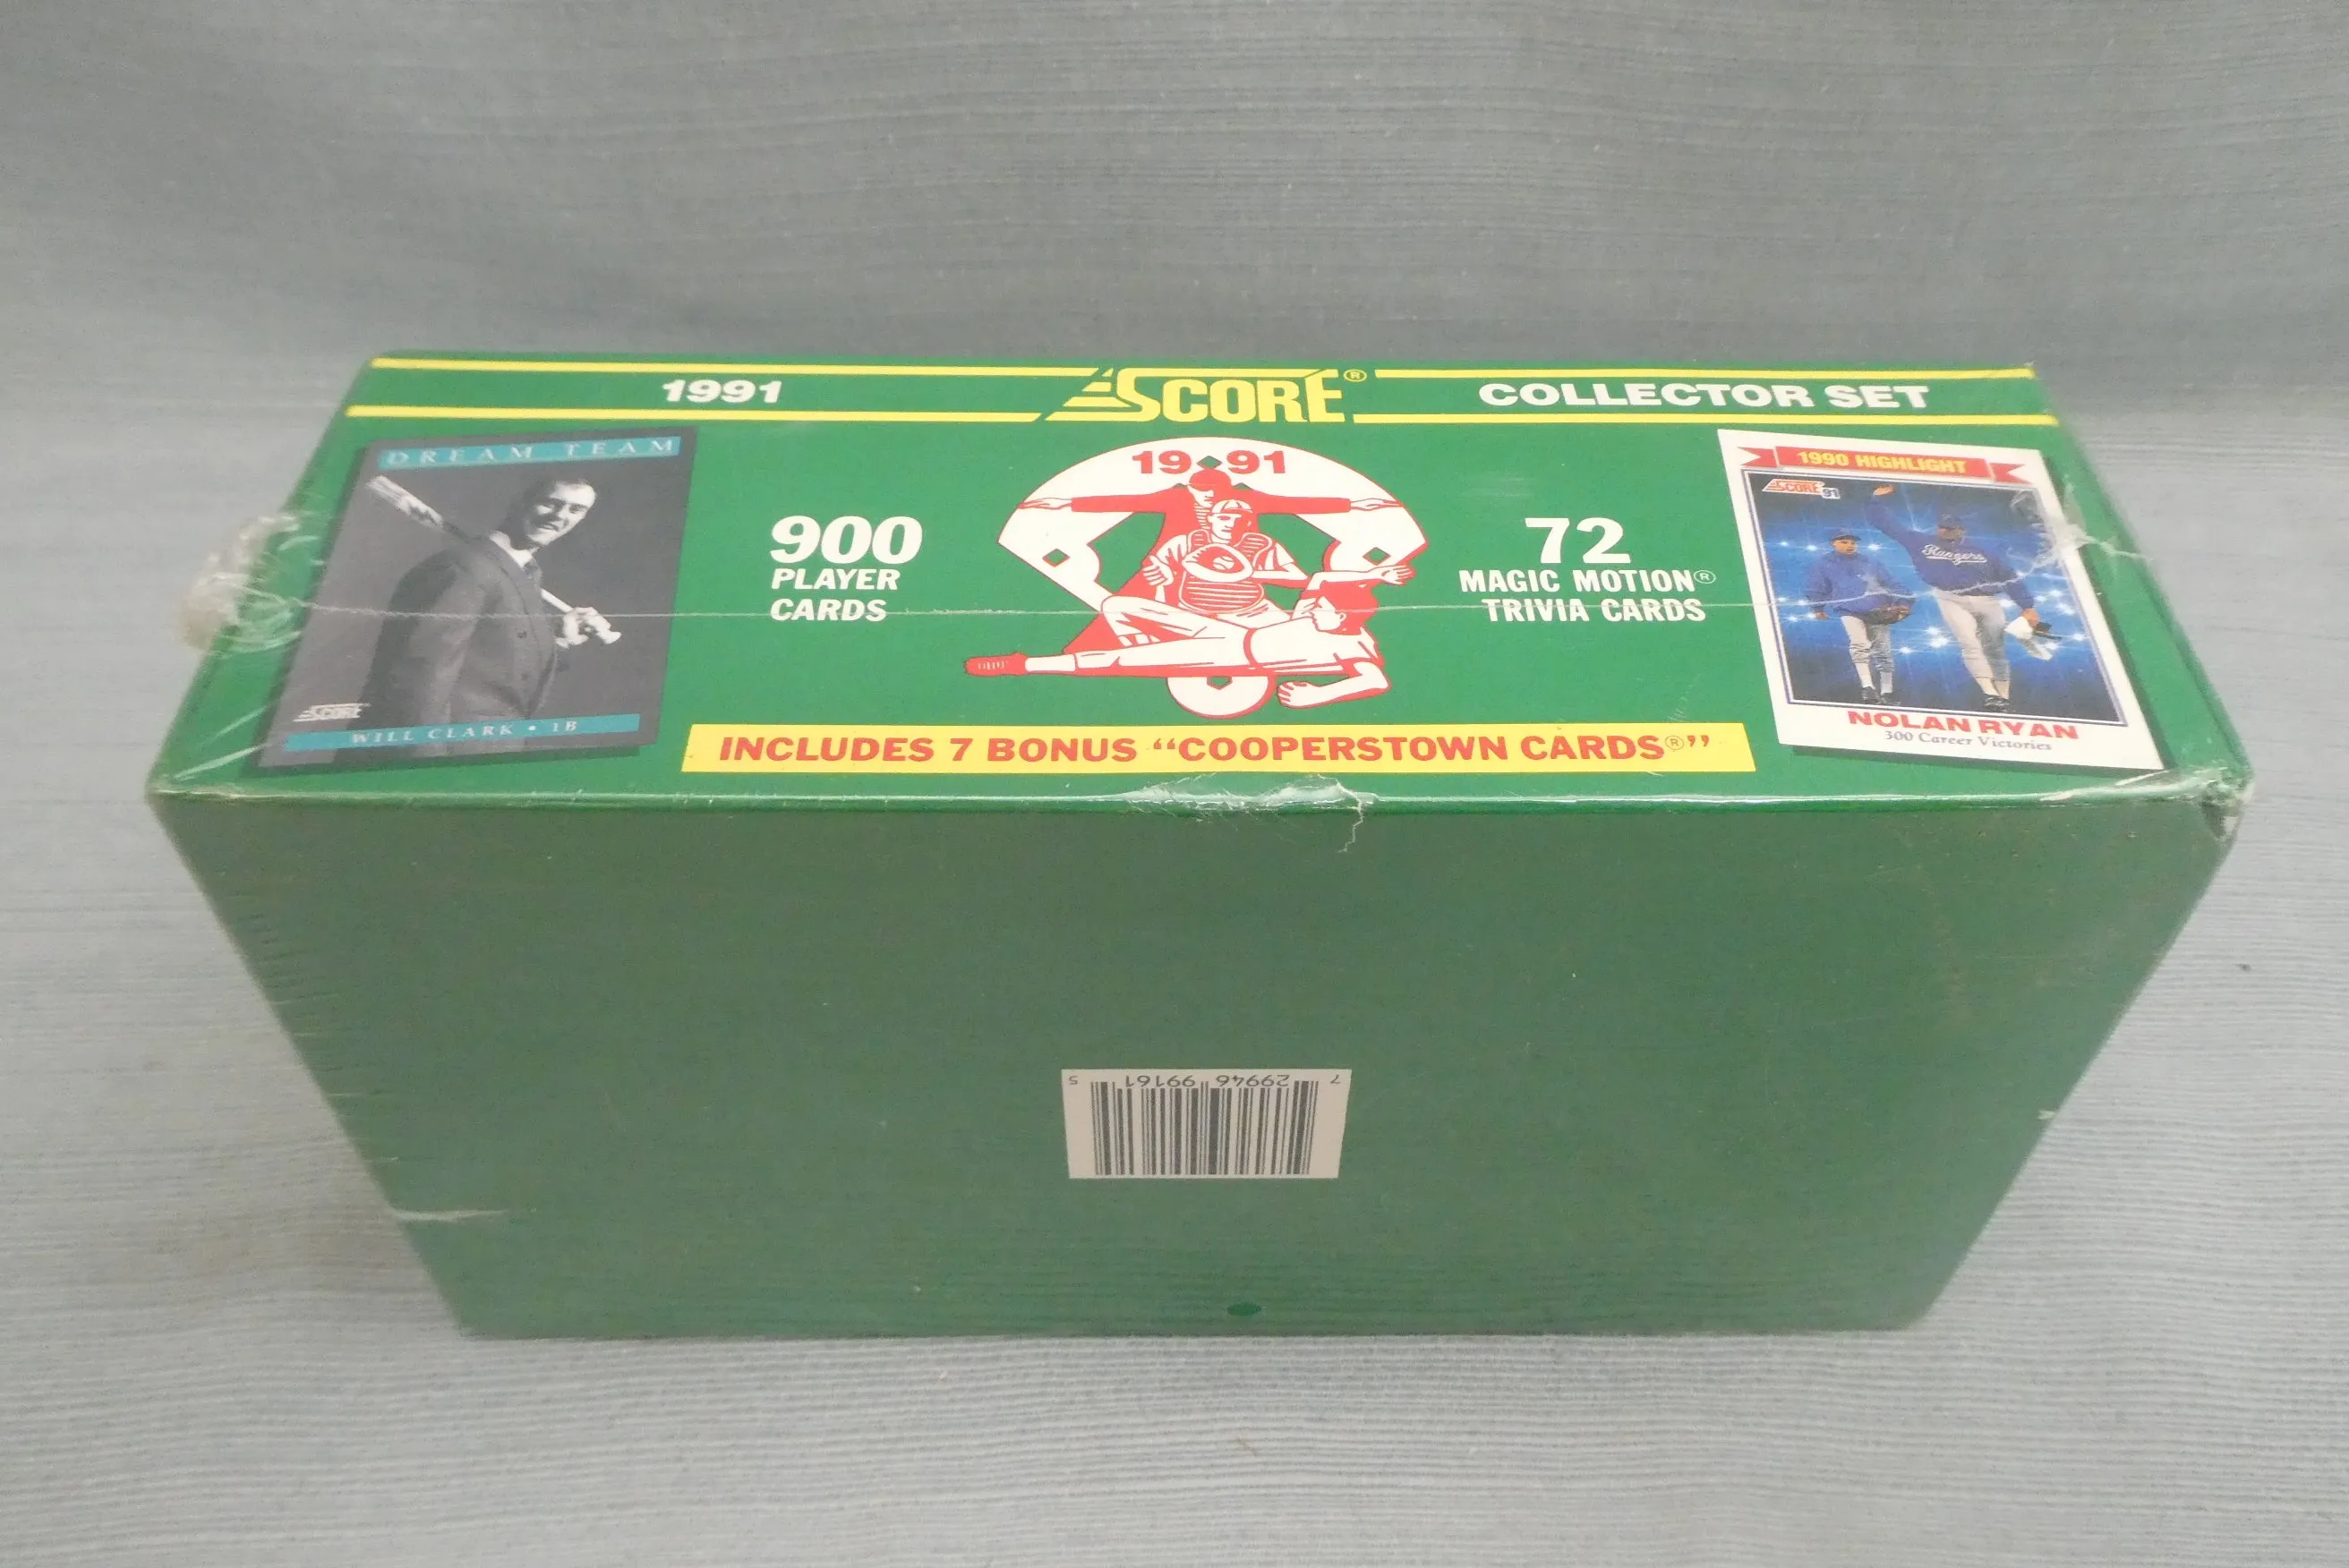 1991
SCORE®
COLLECTOR SET
DREAM TEAM
SCORE
WILL CLARK • 1B
900
PLAYER
CARDS
19 91
72
MAGIC MOTION®
TRIVIA CARDS
1990 HIGHLIGHT
SCORE 91
Rangers
NOLAN RYAN
300 Career Victories
INCLUDES 7 BONUS “COOPERSTOWN CARDS®”
7 29946 99161 5